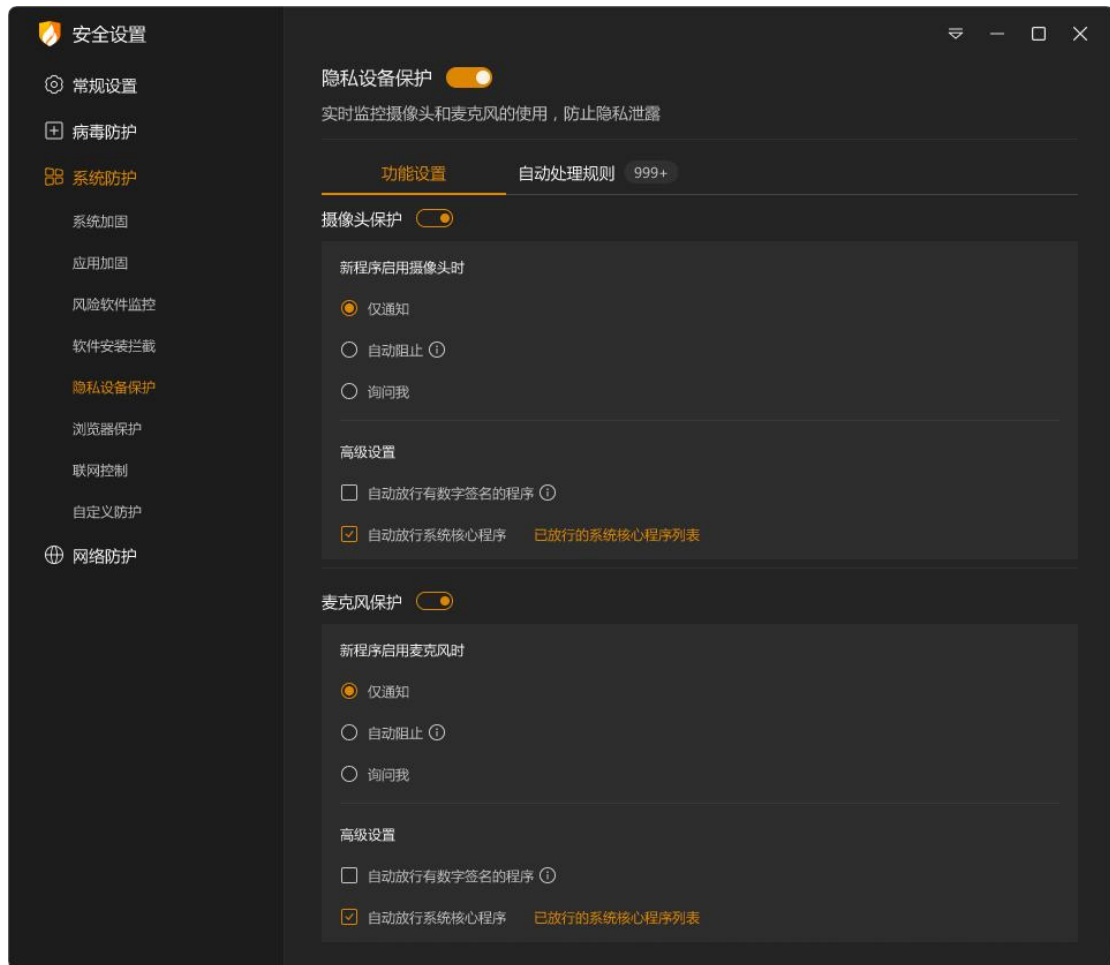 安全设置
常规设置
病毒防护
系统防护
系统加固
应用加固
风险软件监控
软件安装拦截
隐私设备保护
浏览器保护
联网控制
自定义防护
网络防护
隐私设备保护
实时监控摄像头和麦克风的使用，防止隐私泄露
功能设置 自动处理规则 999+
摄像头保护
新程序启用摄像头时
仅通知
自动阻止
询问我
高级设置
自动放行有数字签名的程序
自动放行系统核心程序 已放行的系统核心程序列表
麦克风保护
新程序启用麦克风时
仅通知
自动阻止
询问我
高级设置
自动放行有数字签名的程序
自动放行系统核心程序 已放行的系统核心程序列表